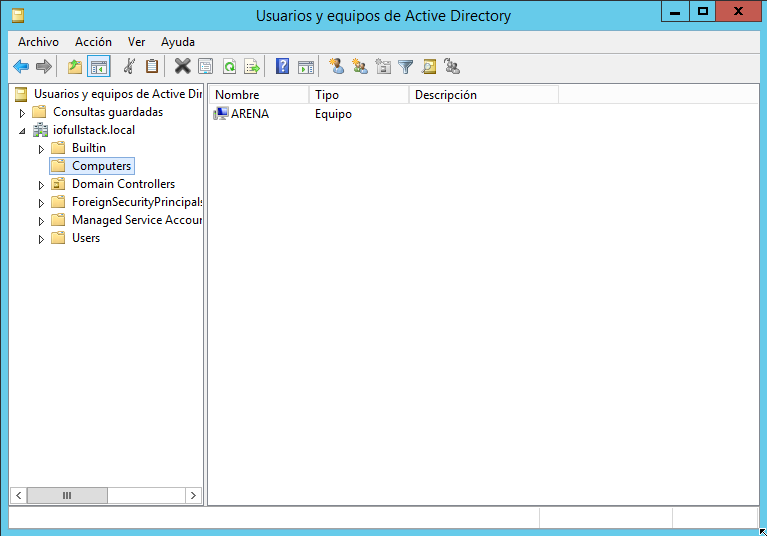 Usuarios y equipos de Active Directory
Archivo Acción Ver Ayuda
Usuarios y equipos de Active Dir
Consultas guardadas
iofullstack.local
Builtin
Computers
Domain Controllers
ForeignSecurityPrincipals
Managed Service Accour
Users
Nombre Tipo Descripción
ARENA Equipo